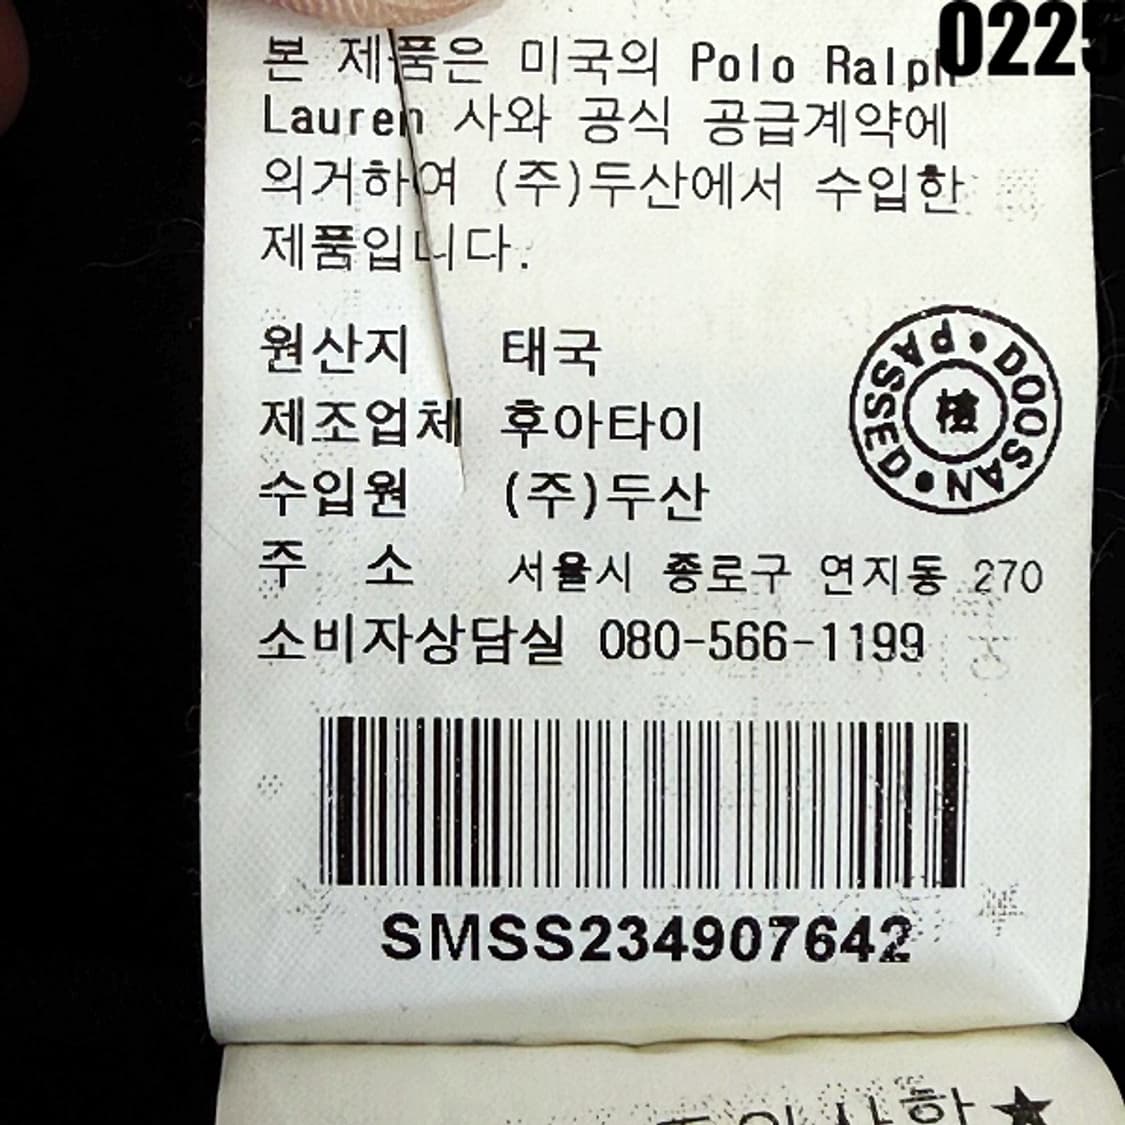 0225
본 제품은 미국의 Polo Ralph
Lauren 사와 공식 공급계약에
의거하여 (주)두산에서 수입한
제품입니다.
원산지 태국
제조업체 후아타이
수입원 (주)두산
주 소 서울시 종로구 연지동 270
소비자상담실 080-566-1199
DOOSAN PASSED
檢
SMSS234907642